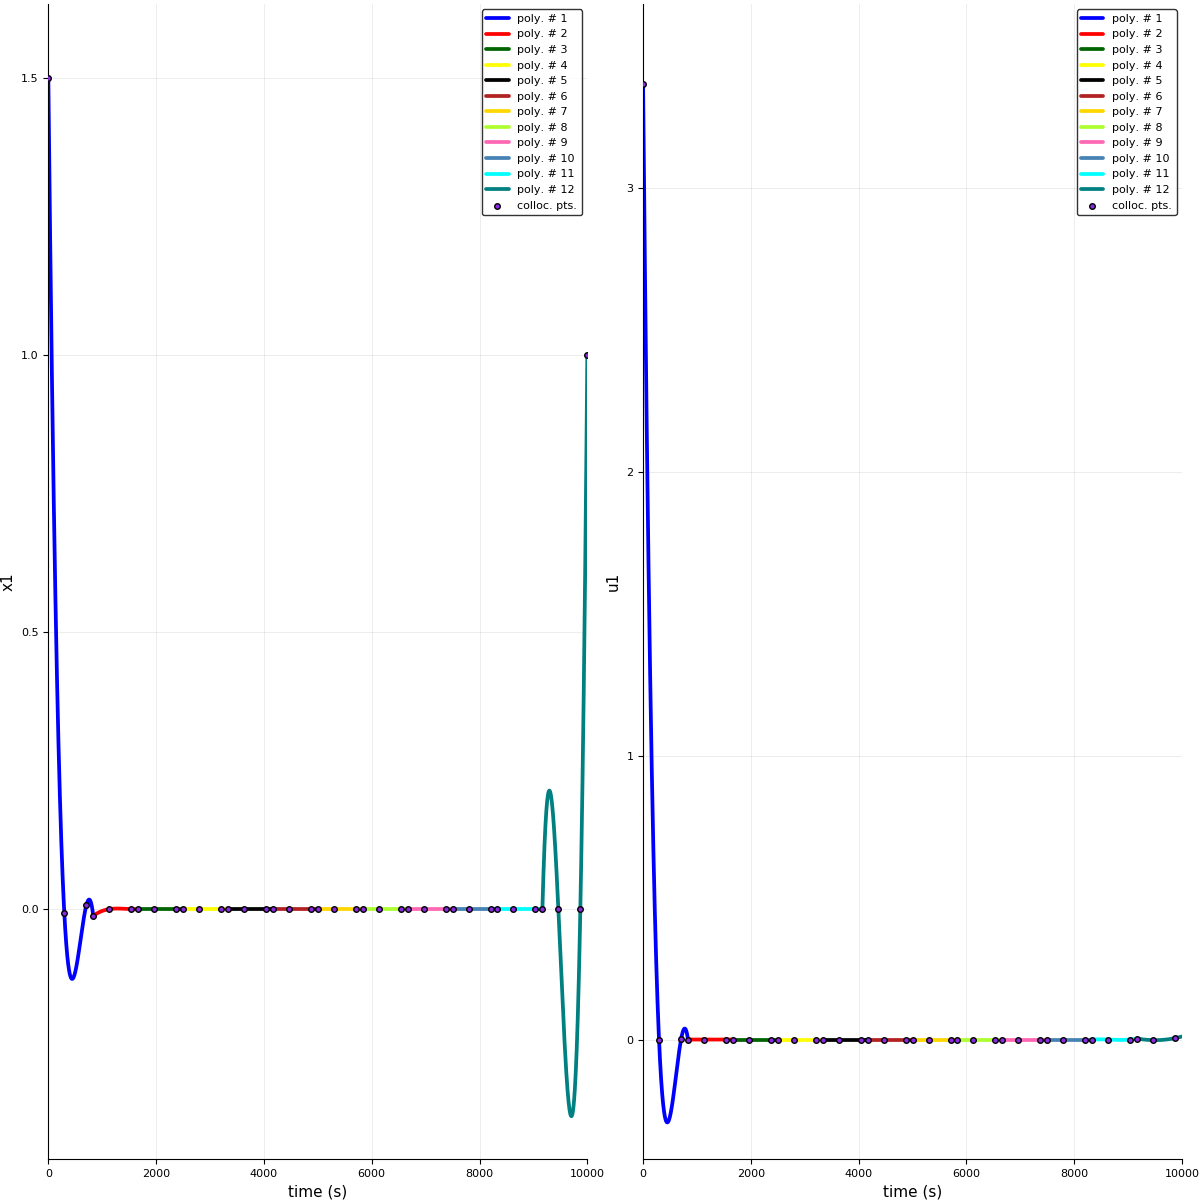 poly. # 1
poly. # 2
poly. # 3
poly. # 4
poly. # 5
poly. # 6
poly. # 7
poly. # 8
poly. # 9
poly. # 10
poly. # 11
poly. # 12
colloc. pts.
1.5
1.0
0.5
0.0
x1
0
2000
4000
6000
8000
10000
time (s)
poly. # 1
poly. # 2
poly. # 3
poly. # 4
poly. # 5
poly. # 6
poly. # 7
poly. # 8
poly. # 9
poly. # 10
poly. # 11
poly. # 12
colloc. pts.
3
2
1
0
u1
0
2000
4000
6000
8000
10000
time (s)